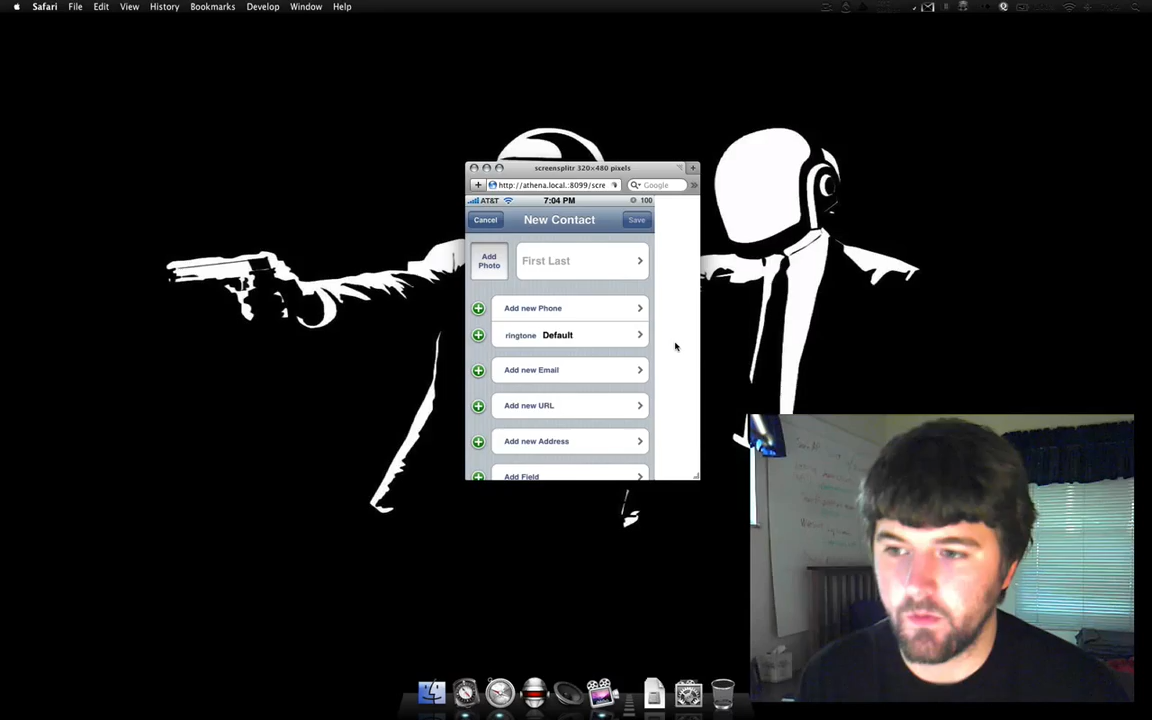 Safari File Edit View History Bookmarks Develop Window Help
screensplitr 320×480 pixels
http://athena.local.:8099/scre Google
AT&T 7:04 PM 100
Cancel New Contact Save
Add Photo
First Last
Add new Phone
ringtone Default
Add new Email
Add new URL
Add new Address
Add Field